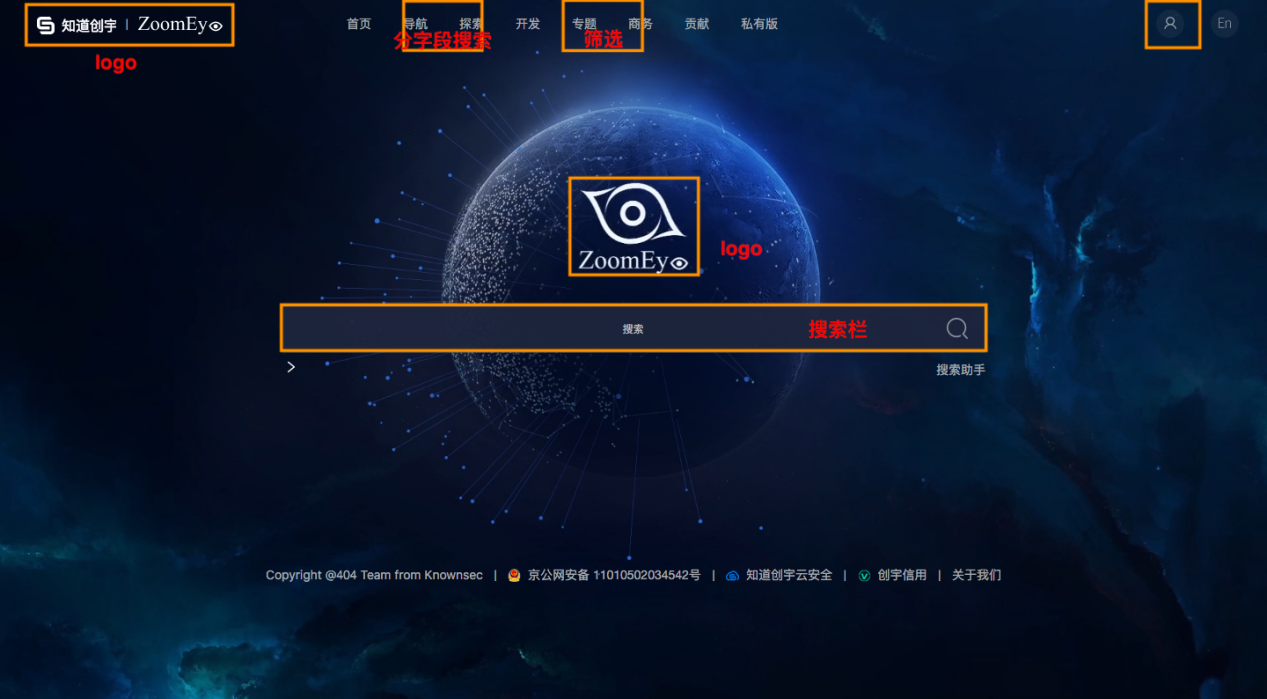 知道创宇 | ZoomEye
首页 导航 探索 开发 专题 商务 贡献 私有版 En
分字段搜索 筛选
logo
ZoomEye
logo
搜索 搜索栏
搜索助手
Copyright @404 Team from Knownsec | 京公网安备 11010502034542号 | 知道创宇云安全 | 创宇信用 | 关于我们